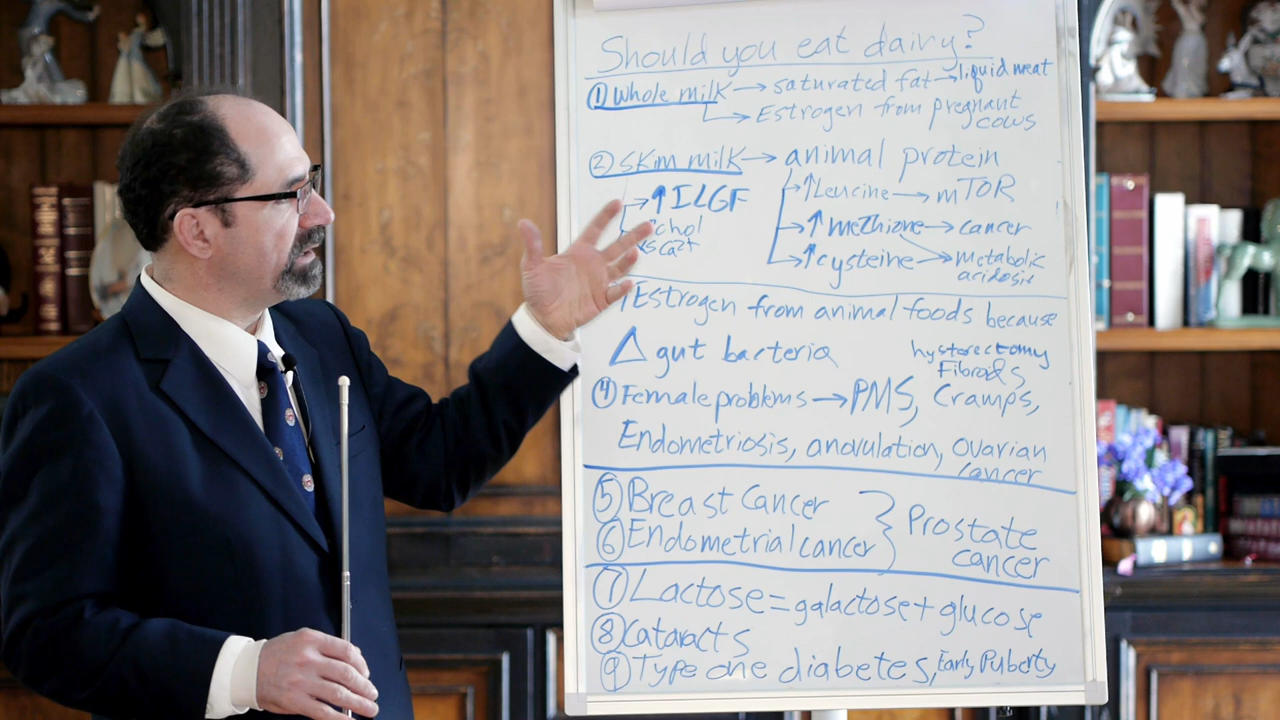 Should you eat dairy?
① Whole milk → saturated fat → liquid meat
→ Estrogen from pregnant
cows
② Skim milk → animal protein
→ ↑ILGF
→ ↑Leucine → mTOR
→ ↑Methione → cancer
chol
→ ↑cysteine → metabolic
acidosis
↑Estrogen from animal foods because
△ gut bacteria
hysterectomy
Fibroids
④ Female problems → PMS, Cramps,
Endometriosis, anovulation, ovarian
cancer
⑤ Breast Cancer
⑥ Endometrial cancer } Prostate
cancer
⑦ Lactose = galactose + glucose
⑧ Cataracts
⑨ Type one diabetes, Early Puberty